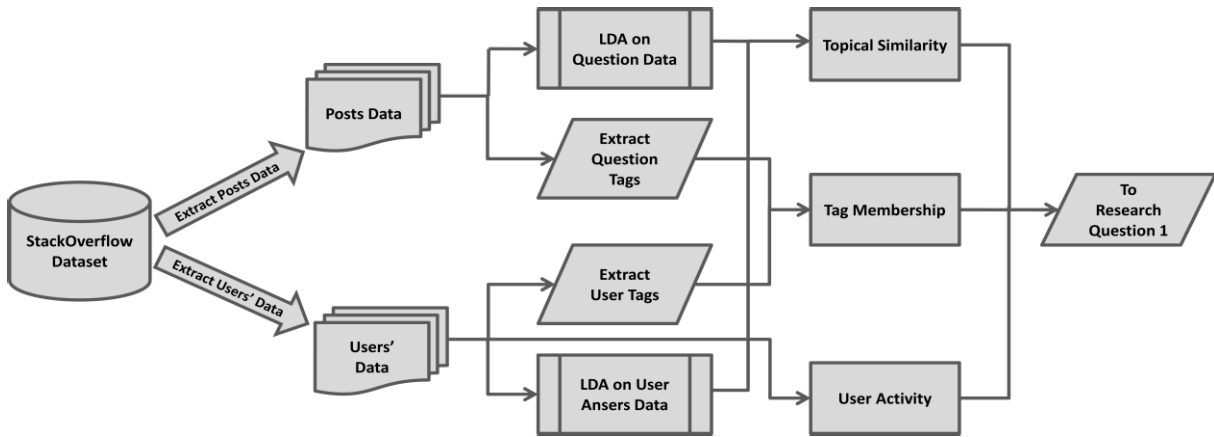 StackOverflow
Dataset
Extract Posts Data
Extract Users' Data
Posts Data
Users'
Data
LDA on
Question Data
Extract
Question
Tags
Extract
User Tags
LDA on User
Ansers Data
Topical Similarity
Tag Membership
User Activity
To
Research
Question 1